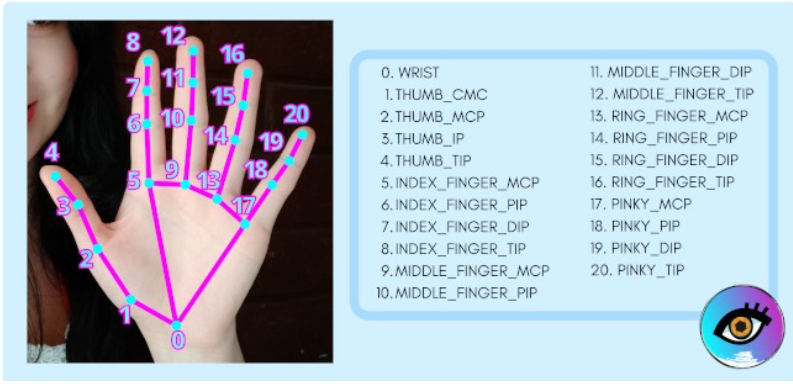 12
8
16
11
7
15
20
10
6
14
19
4
18
5
9
13
3
17
2
1
0
0. WRIST
1.THUMB_CMC
2.THUMB_MCP
3.THUMB_IP
4.THUMB_TIP
5.INDEX_FINGER_MCP
6.INDEX_FINGER_PIP
7.INDEX_FINGER_DIP
8.INDEX_FINGER_TIP
9.MIDDLE_FINGER_MCP
10.MIDDLE_FINGER_PIP
11. MIDDLE_FINGER_DIP
12. MIDDLE_FINGER_TIP
13. RING_FINGER_MCP
14. RING_FINGER_PIP
15. RING_FINGER_DIP
16. RING_FINGER_TIP
17. PINKY_MCP
18. PINKY_PIP
19. PINKY_DIP
20. PINKY_TIP